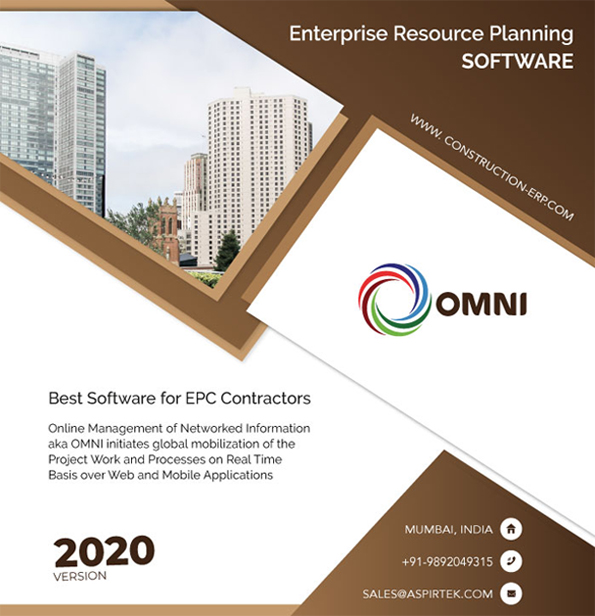 Enterprise Resource Planning
SOFTWARE
WWW. CONSTRUCTION-ERP.COM
OMNI
Best Software for EPC Contractors
Online Management of Networked Information
aka OMNI initiates global mobilization of the
Project Work and Processes on Real Time
Basis over Web and Mobile Applications
2020
VERSION
MUMBAI, INDIA
+91-9892049315
SALES@ASPIRTEK.COM